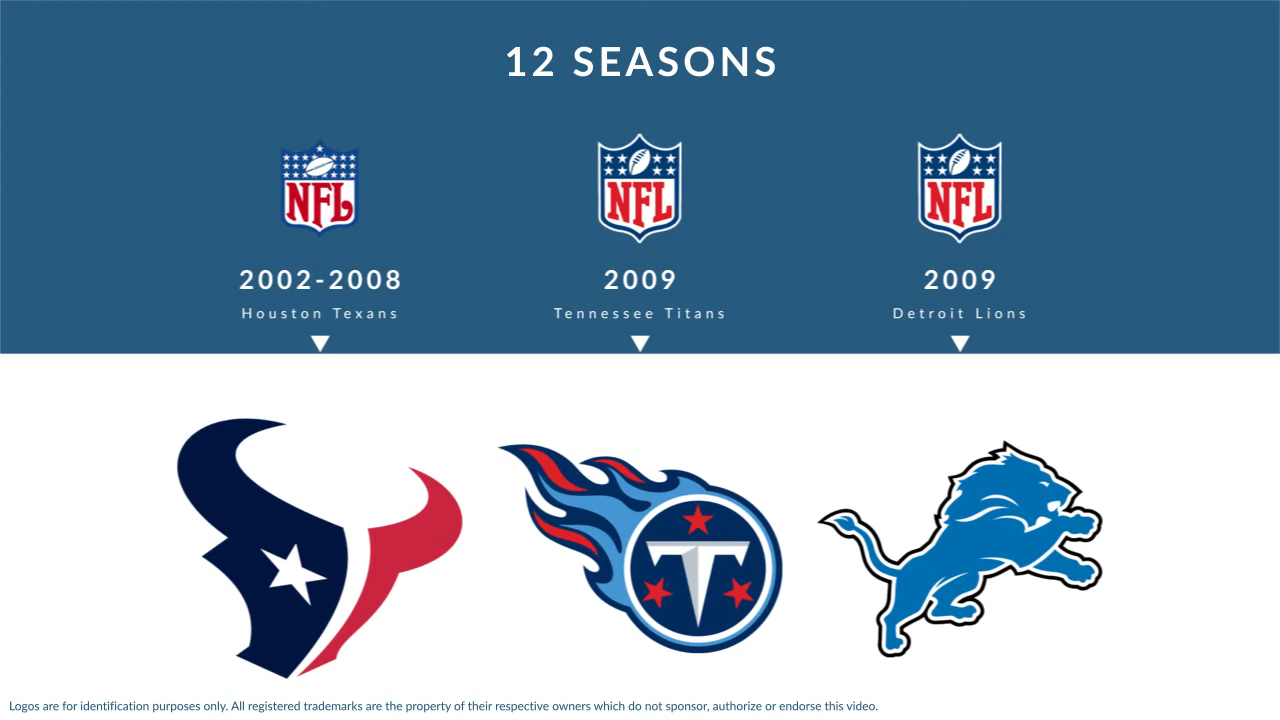 12 SEASONS
NFL NFL NFL
2002-2008 2009 2009
Houston Texans Tennessee Titans Detroit Lions
T
Logos are for identification purposes only. All registered trademarks are the property of their respective owners which do not sponsor, authorize or endorse this video.